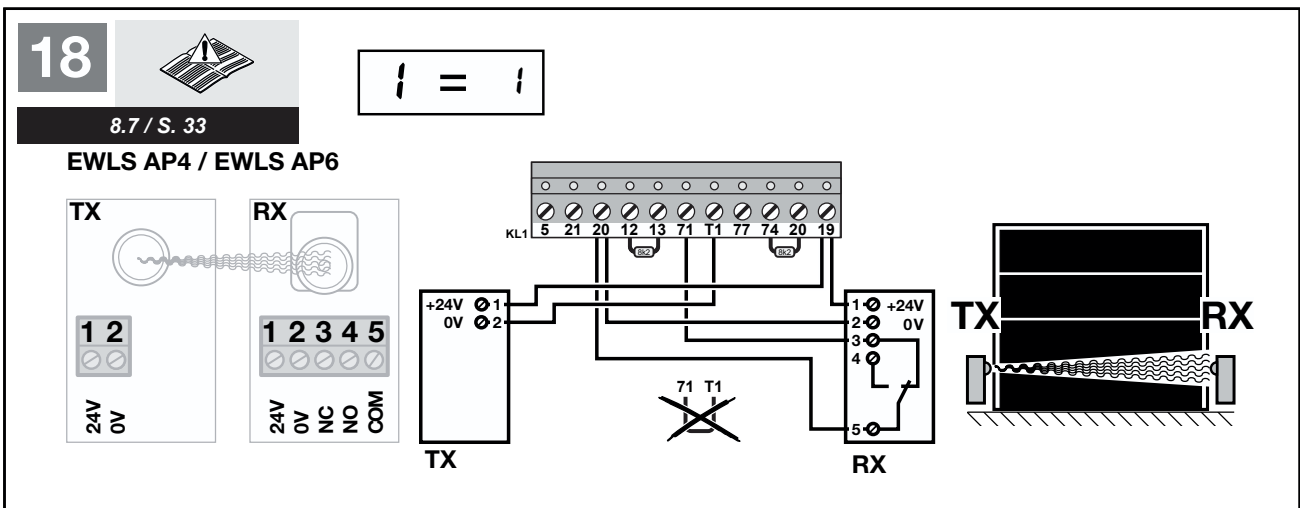 18
8.7 / S. 33
1 = 1
EWLS AP4 / EWLS AP6
TX
1 2
24V
0V
RX
1 2 3 4 5
24V
0V
NC
NO
COM
KL1
5 21 20 12 13 71 T1 77 74 20 19
8k2
8k2
+24V 1
0V 2
TX
71 T1
1 +24V
2 0V
3
4
5
RX
TX
RX